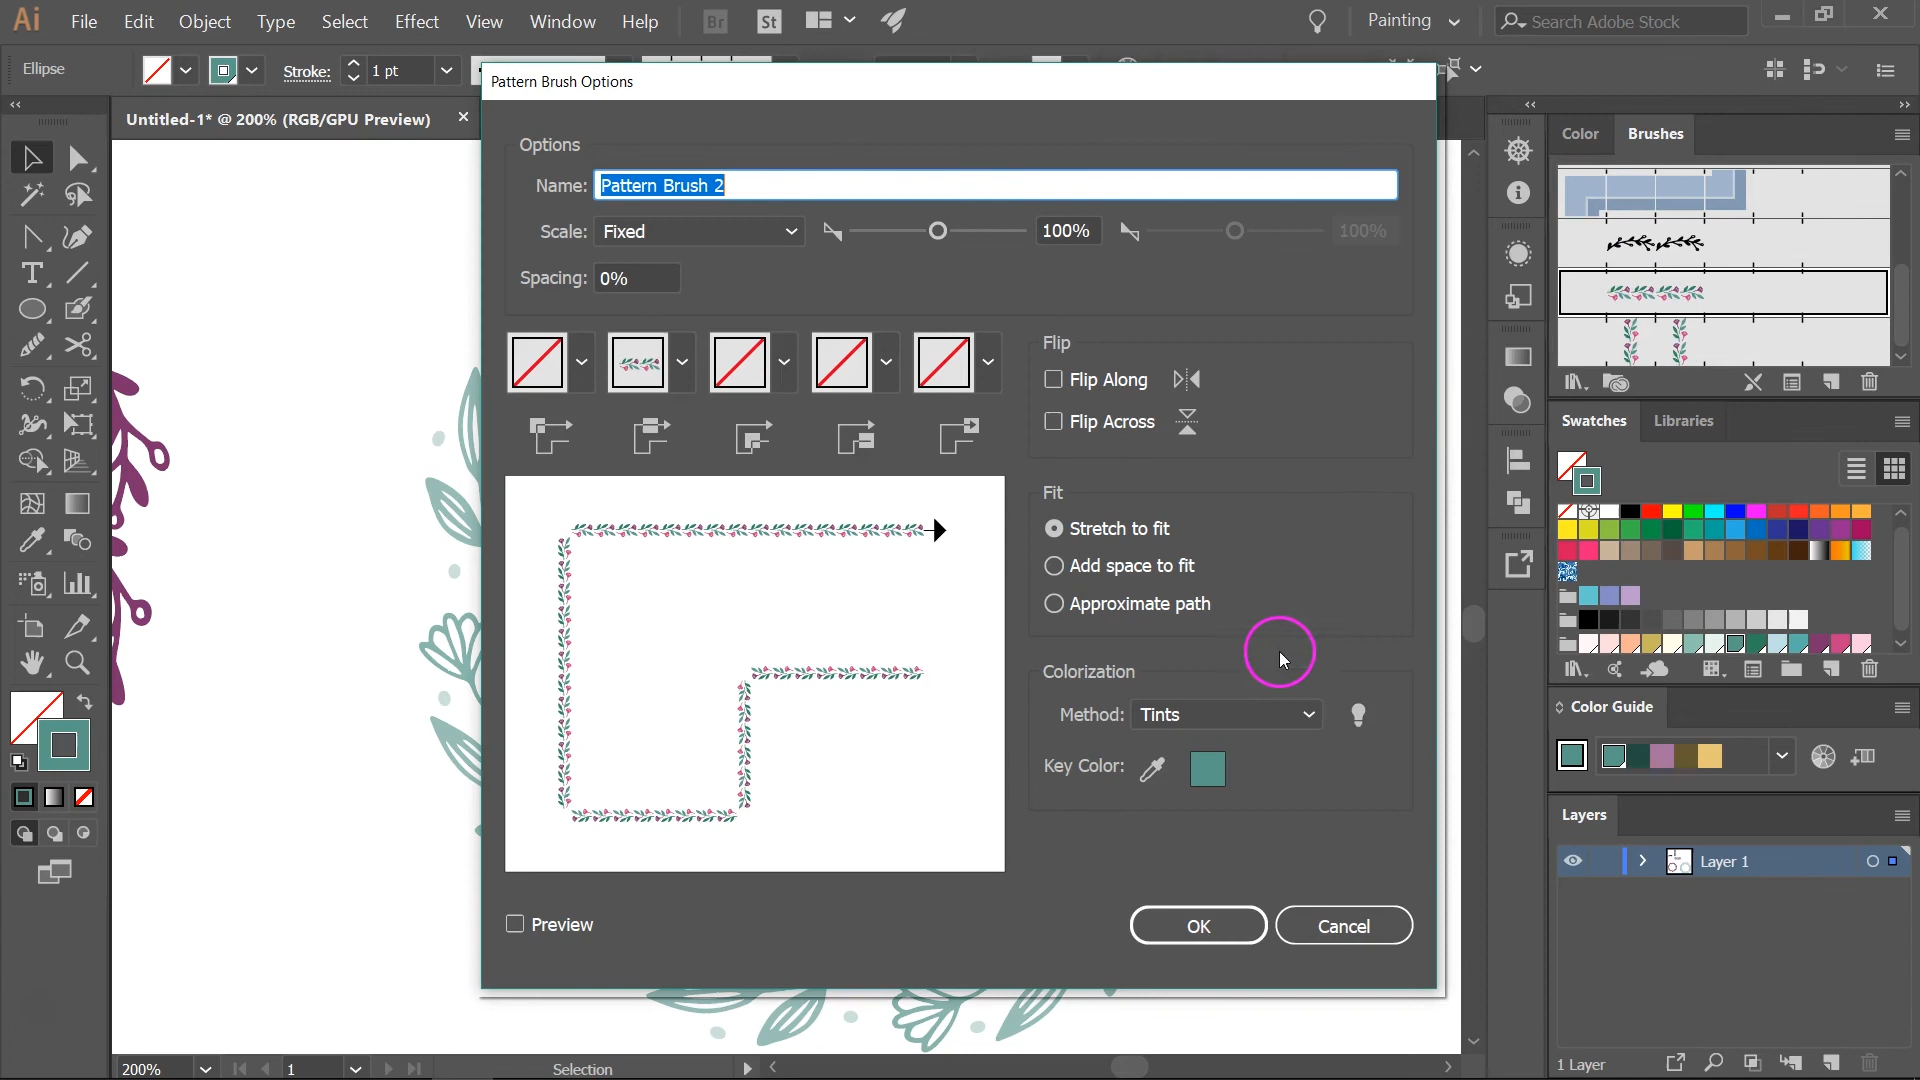 Ai File Edit Object Type Select Effect View Window Help Br St Painting Search Adobe Stock
Ellipse Stroke: 1 pt
Pattern Brush Options
Untitled-1* @ 200% (RGB/GPU Preview)
Color Brushes
Options
Name: Pattern Brush 2
Scale: Fixed 100% 100%
Spacing: 0%
Flip
Flip Along
Flip Across
Swatches Libraries
Fit
Stretch to fit
Add space to fit
Approximate path
Colorization
Method: Tints
Color Guide
Key Color:
Layers
Layer 1
Preview OK Cancel
200% 1 Selection 1 Layer